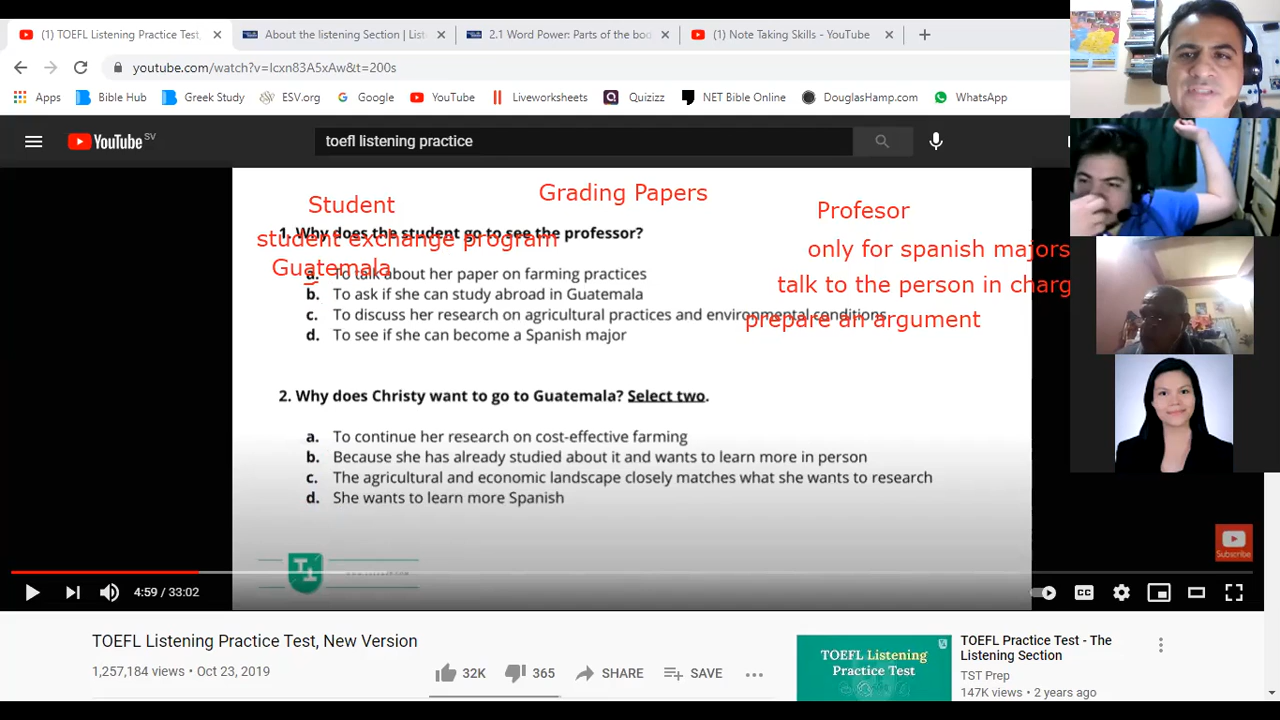 (1) TOEFL Listening Practice Test,
About the listening Section |
2.1 Word Power: Parts of the bo
(1) Note Taking Skills - YouTube
youtube.com/watch?v=Icxn83A5xAw&t=200s
Apps
Bible Hub
Greek Study
ESV.org
Google
YouTube
Liveworksheets
Quizizz
NET Bible Online
DouglasHamp.com
WhatsApp
YouTube SV
toefl listening practice
Grading Papers
Student
Profesor
1. Why does the student go to see the professor?
student exchange program
only for spanish majors
Guatemala
a. To talk about her paper on farming practices
talk to the person in charg
b. To ask if she can study abroad in Guatemala
c. To discuss her research on agricultural practices and environmental conditions
prepare an argument
d. To see if she can become a Spanish major
2. Why does Christy want to go to Guatemala? Select two.
a. To continue her research on cost-effective farming
b. Because she has already studied about it and wants to learn more in person
c. The agricultural and economic landscape closely matches what she wants to research
d. She wants to learn more Spanish
Subscribe
4:59 / 33:02
CC
TOEFL Listening Practice Test, New Version
1,257,184 views • Oct 23, 2019
32K
365
SHARE
SAVE
TOEFL Listening
Practice Test
TOEFL Practice Test - The
Listening Section
TST Prep
147K views • 2 years ago